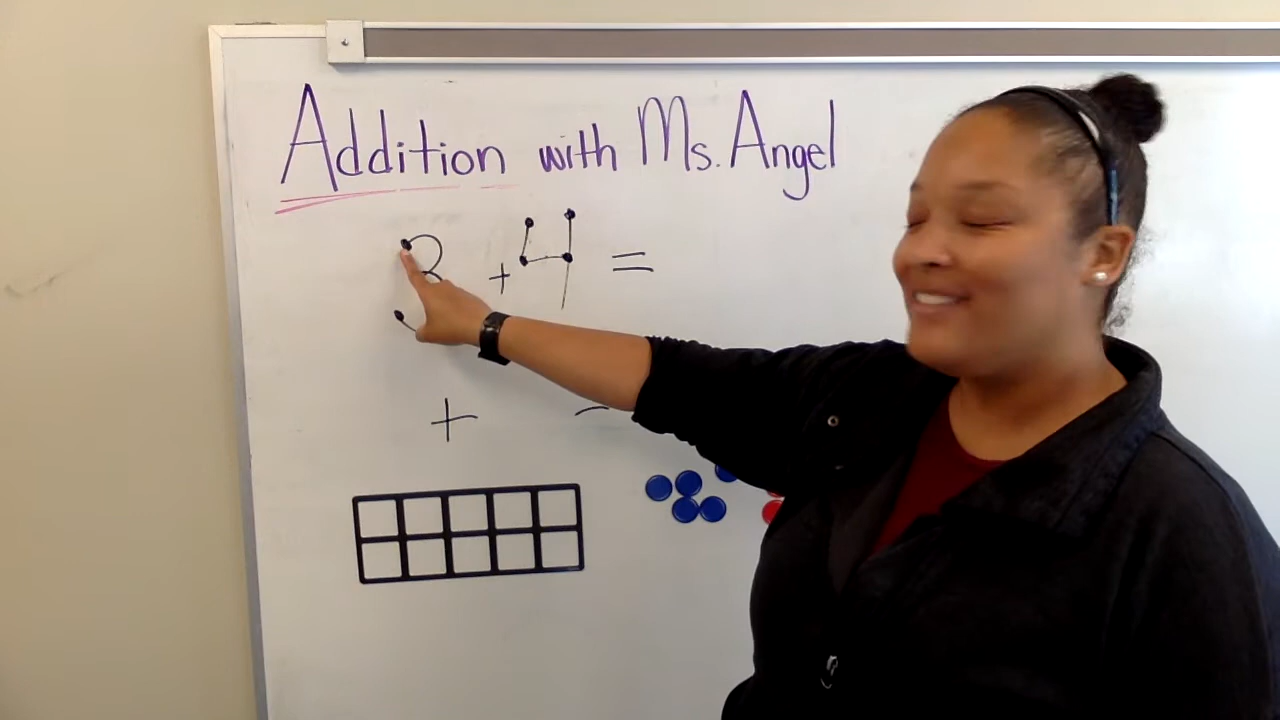 Addition with Ms. Angel
3 + 4 =
+ -